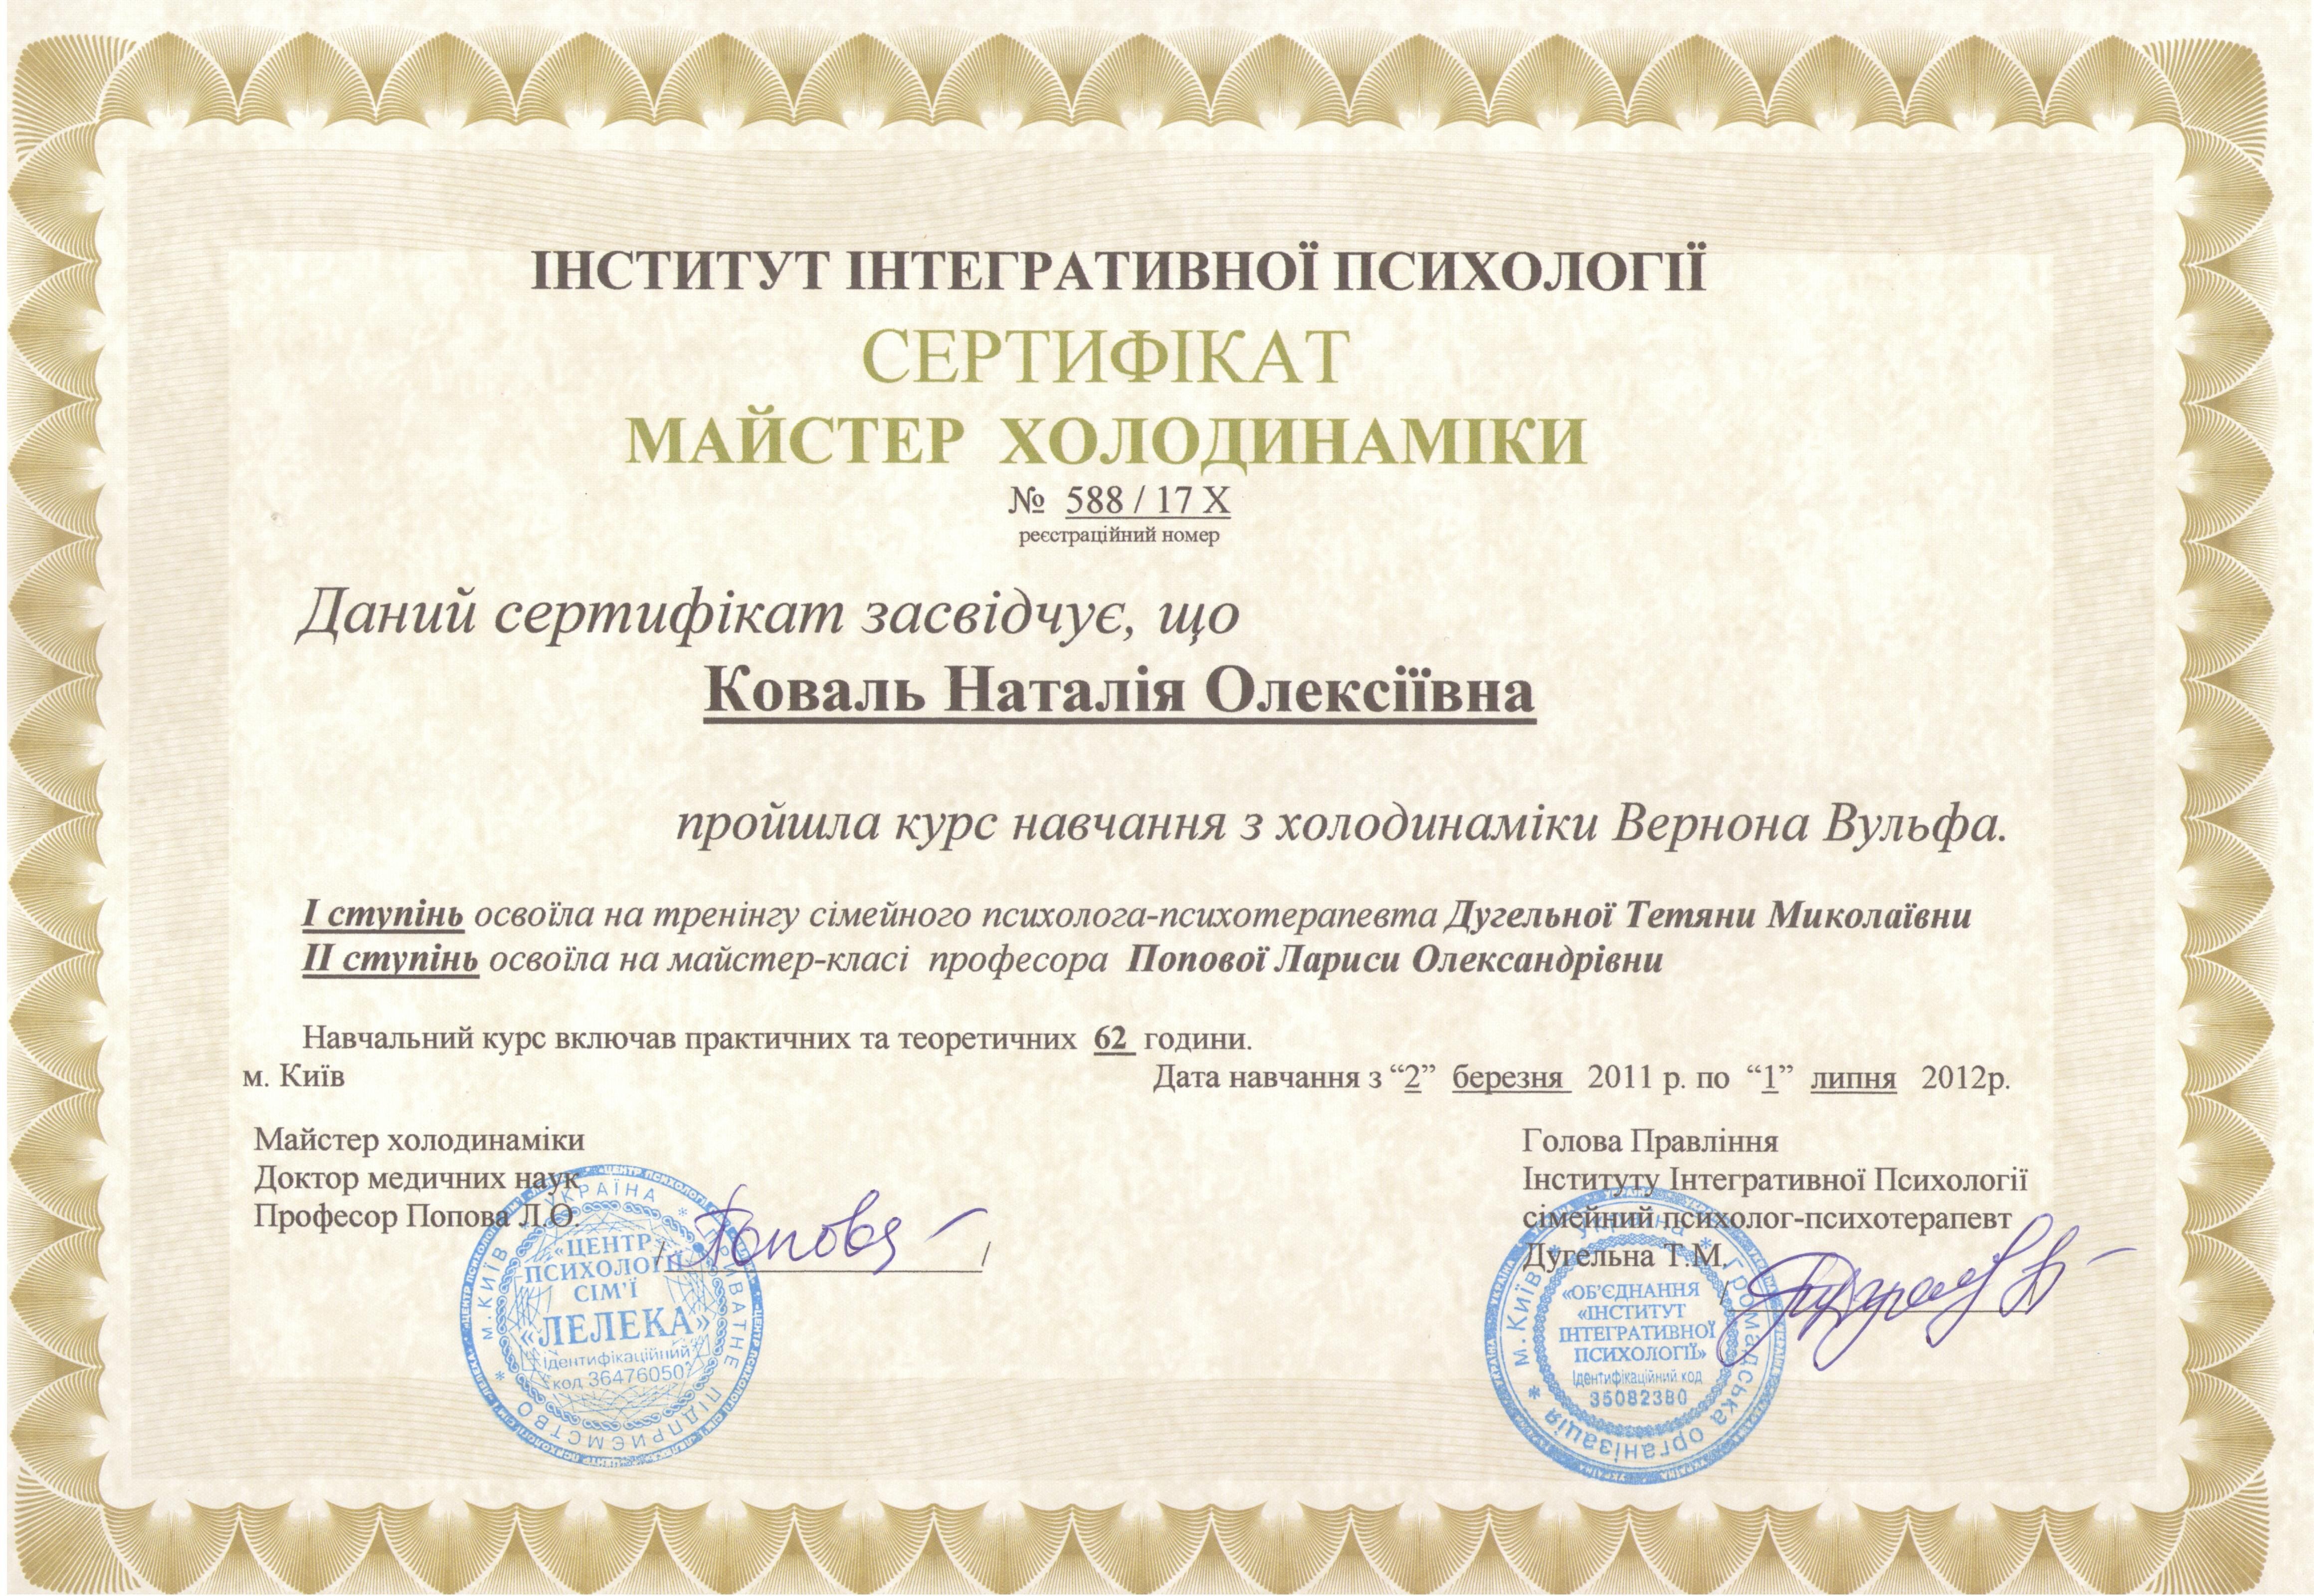 ІНСТИТУТ ІНТЕГРАТИВНОЇ ПСИХОЛОГІЇ
СЕРТИФІКАТ
МАЙСТЕР ХОЛОДИНАМІКИ
№ 588 / 17 Х
реєстраційний номер
Даний сертифікат засвідчує, що
Коваль Наталія Олексіївна
пройшла курс навчання з холодинаміки Вернона Вульфа.
І ступінь освоїла на тренінгу сімейного психолога-психотерапевта Дугельної Тетяни Миколаївни
ІІ ступінь освоїла на майстер-класі професора Попової Лариси Олександрівни
Навчальний курс включав практичних та теоретичних 62 години.
м. Київ
Дата навчання з “2” березня 2011 р. по “1” липня 2012р.
Майстер холодинаміки
Доктор медичних наук
Професор Попова Л.О.
/ Попова /
Голова Правління
Інституту Інтегративної Психології
сімейний психолог-психотерапевт
Дугельна Т.М.
УКРАЇНА * ПРИВАТНЕ ПІДПРИЄМСТВО * м. КИЇВ
«ЦЕНТР
ПСИХОЛОГІЇ
СІМ'Ї
«ЛЕЛЕКА»
Ідентифікаційний
код 36476050
Україна * Громадська організація * м. Київ
«ОБ'ЄДНАННЯ
«ІНСТИТУТ
ІНТЕГРАТИВНОЇ
ПСИХОЛОГІЇ»
Ідентифікаційний код
35082380